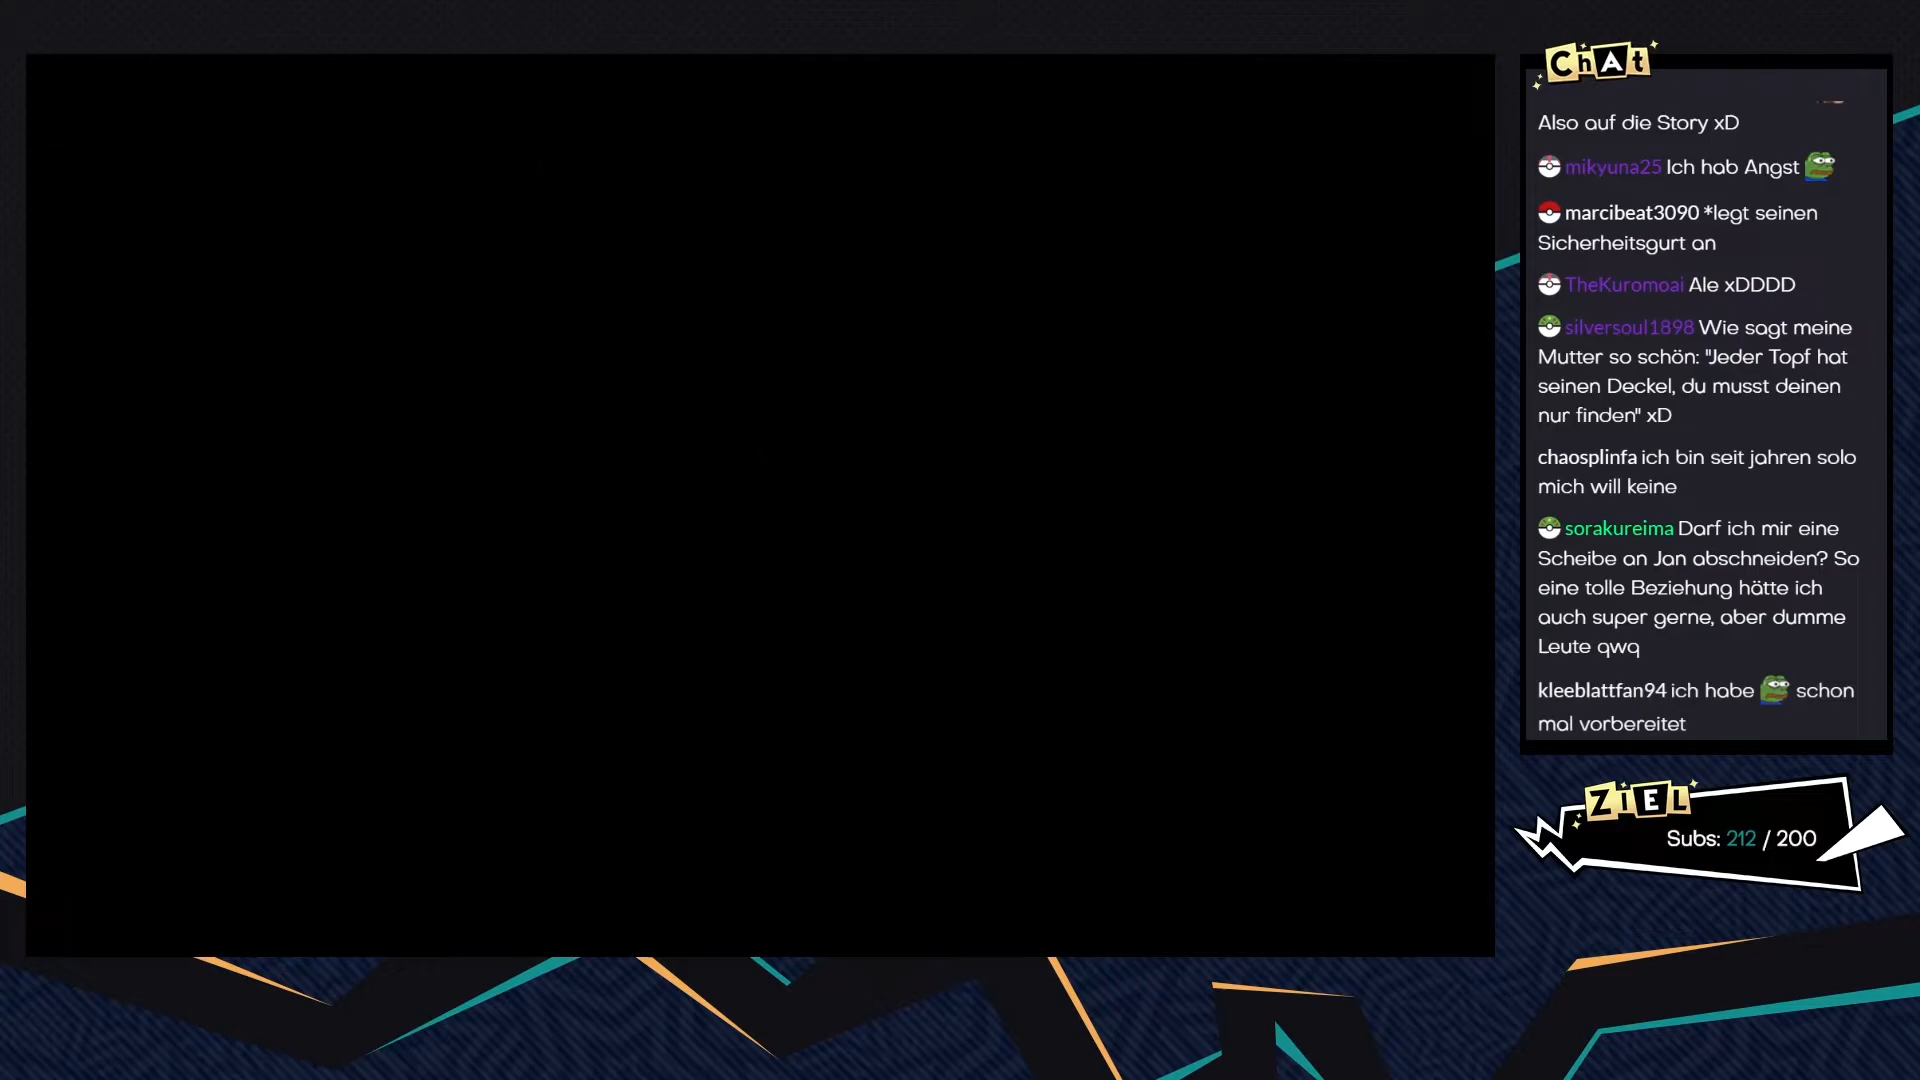 ChAt
Also auf die Story xD
mikyuna25 Ich hab Angst
marcibeat3090 *legt seinen
Sicherheitsgurt an
TheKuromoai Ale xDDDD
silversoul1898 Wie sagt meine
Mutter so schön: "Jeder Topf hat
seinen Deckel, du musst deinen
nur finden" xD
chaosplinfa ich bin seit jahren solo
mich will keine
sorakureima Darf ich mir eine
Scheibe an Jan abschneiden? So
eine tolle Beziehung hätte ich
auch super gerne, aber dumme
Leute qwq
kleeblattfan94 ich habe schon
mal vorbereitet
ZiEL
Subs: 212 / 200